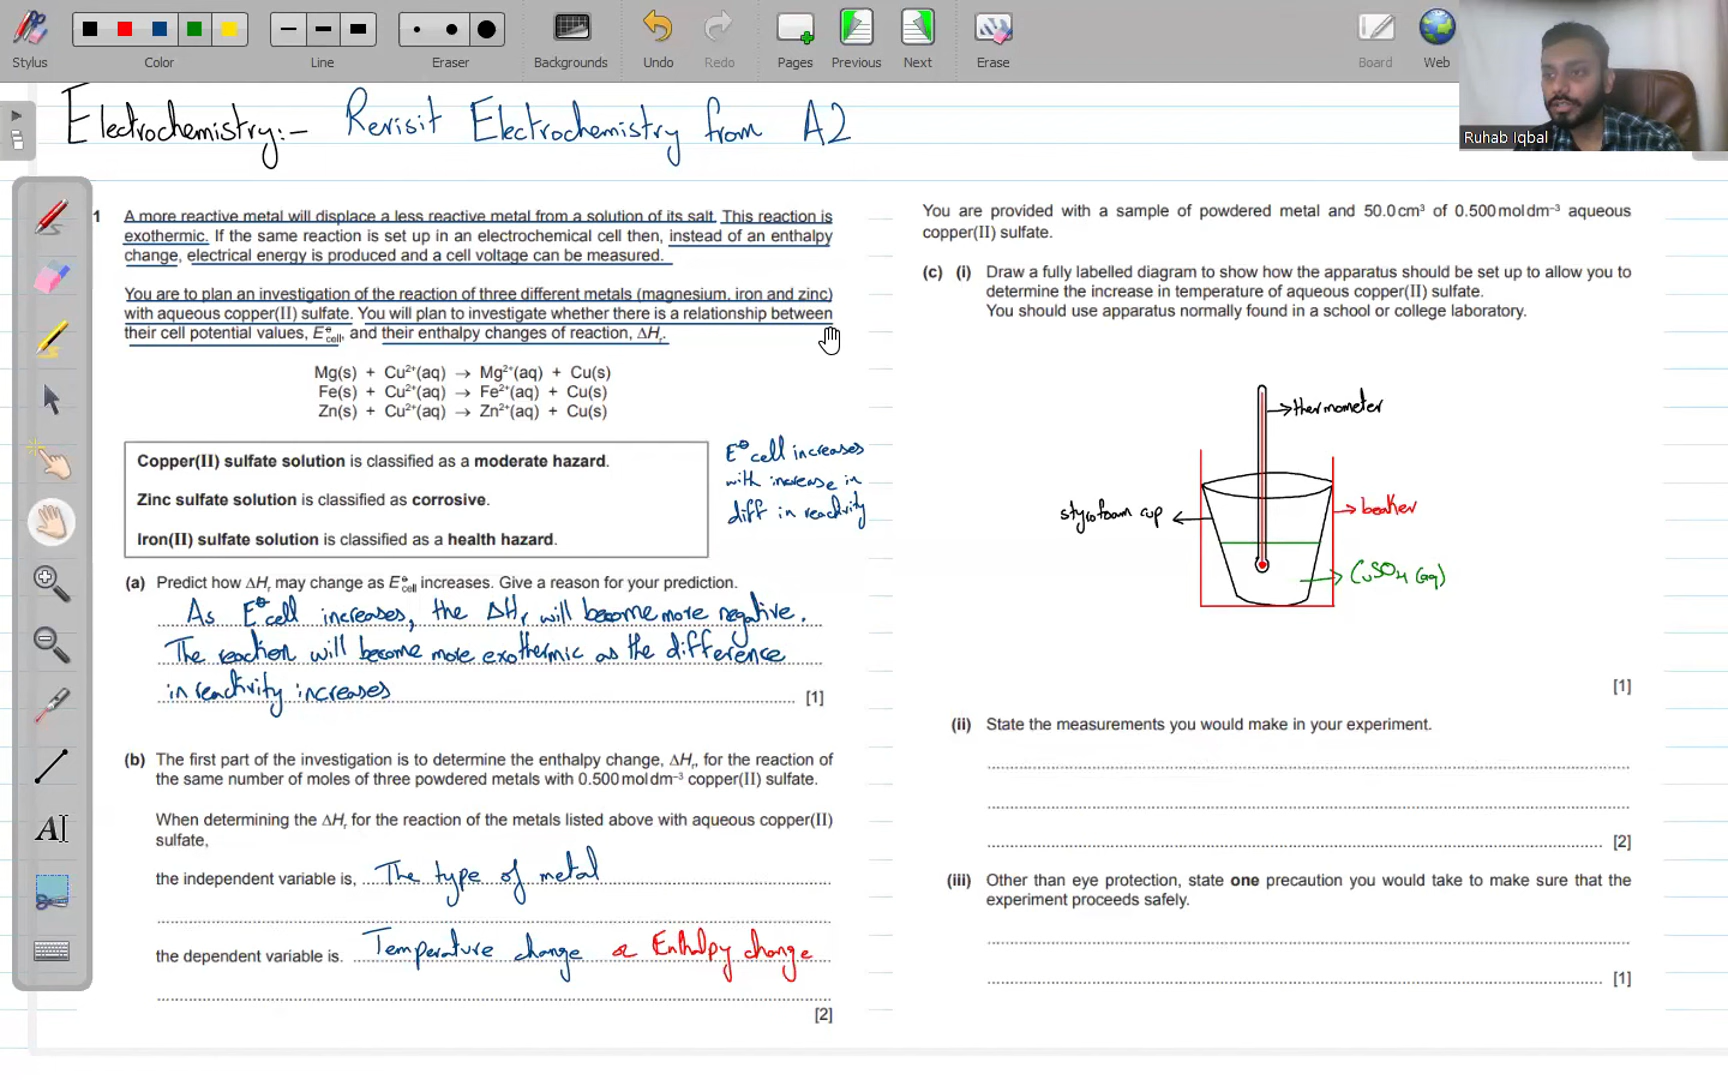 Stylus
Color
Line
Eraser
Backgrounds
Undo
Redo
Pages
Previous
Next
Erase
Board
Web
Ruhab Iqbal
Electrochemistry:- Revisit Electrochemistry from A2
1 A more reactive metal will displace a less reactive metal from a solution of its salt. This reaction is
exothermic. If the same reaction is set up in an electrochemical cell then, instead of an enthalpy
change, electrical energy is produced and a cell voltage can be measured.
You are to plan an investigation of the reaction of three different metals (magnesium, iron and zinc)
with aqueous copper(II) sulfate. You will plan to investigate whether there is a relationship between
their cell potential values, E⦵cell, and their enthalpy changes of reaction, ΔHr.
Mg(s) + Cu²⁺(aq) → Mg²⁺(aq) + Cu(s)
Fe(s) + Cu²⁺(aq) → Fe²⁺(aq) + Cu(s)
Zn(s) + Cu²⁺(aq) → Zn²⁺(aq) + Cu(s)
Copper(II) sulfate solution is classified as a moderate hazard.
Zinc sulfate solution is classified as corrosive.
Iron(II) sulfate solution is classified as a health hazard.
E⦵cell increases
with increase in
diff in reactivity
(a) Predict how ΔHr may change as E⦵cell increases. Give a reason for your prediction.
As E⦵cell increases, the ΔHr will become more negative.
The reaction will become more exothermic as the difference
in reactivity increases
[1]
(b) The first part of the investigation is to determine the enthalpy change, ΔHr, for the reaction of
the same number of moles of three powdered metals with 0.500 mol dm⁻³ copper(II) sulfate.
When determining the ΔHr for the reaction of the metals listed above with aqueous copper(II)
sulfate,
the independent variable is, The type of metal
the dependent variable is. Temperature change or Enthalpy change
[2]
You are provided with a sample of powdered metal and 50.0 cm³ of 0.500 mol dm⁻³ aqueous
copper(II) sulfate.
(c) (i) Draw a fully labelled diagram to show how the apparatus should be set up to allow you to
determine the increase in temperature of aqueous copper(II) sulfate.
You should use apparatus normally found in a school or college laboratory.
thermometer
styrofoam cup
beaker
CuSO4 (aq)
[1]
(ii) State the measurements you would make in your experiment.
[2]
(iii) Other than eye protection, state one precaution you would take to make sure that the
experiment proceeds safely.
[1]